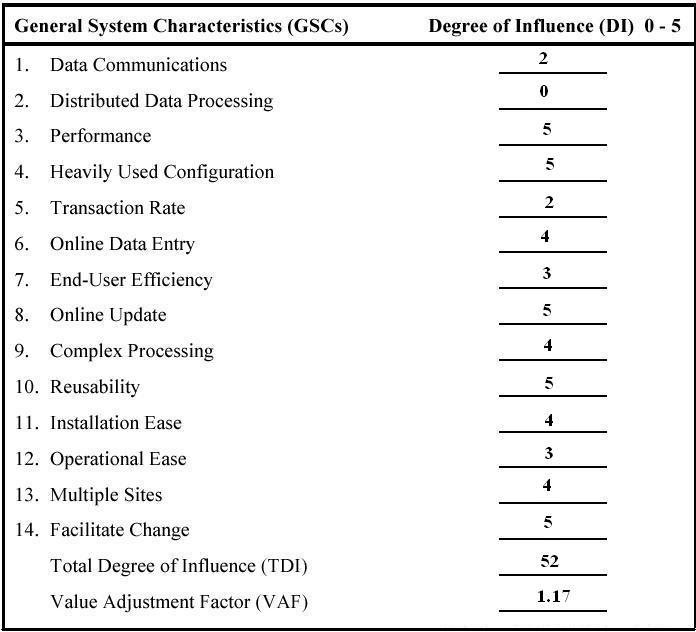 General System Characteristics (GSCs) Degree of Influence (DI) 0 - 5
1. Data Communications 2
2. Distributed Data Processing 0
3. Performance 5
4. Heavily Used Configuration 5
5. Transaction Rate 2
6. Online Data Entry 4
7. End-User Efficiency 3
8. Online Update 5
9. Complex Processing 4
10. Reusability 5
11. Installation Ease 4
12. Operational Ease 3
13. Multiple Sites 4
14. Facilitate Change 5
Total Degree of Influence (TDI) 52
Value Adjustment Factor (VAF) 1.17